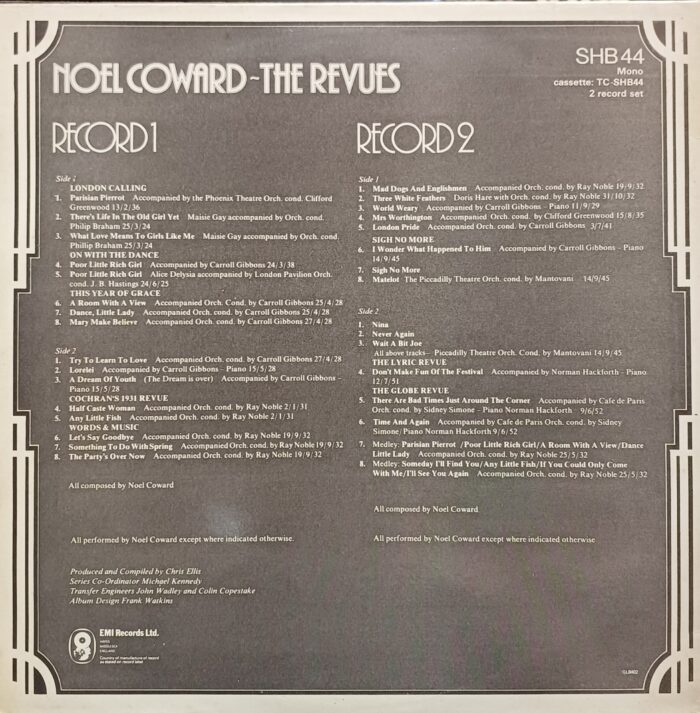 NOEL COWARD ~ THE REVUES
SHB 44
Mono
cassette: TC-SHB44
2 record set
RECORD 1
Side 1
LONDON CALLING
1. Parisian Pierrot Accompanied by the Phoenix Theatre Orch. cond. Clifford
Greenwood 13/2/36
2. There's Life In The Old Girl Yet Maisie Gay accompanied by Orch. cond.
Philip Braham 25/3/24
3. What Love Means To Girls Like Me Maisie Gay accompanied by Orch. cond.
Phillip Braham 25/3/24
ON WITH THE DANCE
4. Poor Little Rich Girl Accompanied by Carroll Gibbons 24/3/38
5. Poor Little Rich Girl Alice Delysia accompanied by London Pavilion Orch.
cond. J. B. Hastings 24/6/25
THIS YEAR OF GRACE
6. A Room With A View Accompanied Orch. Cond. by Carroll Gibbons 25/4/28
7. Dance, Little Lady Accompanied Orch. cond. by Carroll Gibbons 25/4/28
8. Mary Make Believe Accompanied Orch. cond. by Carroll Gibbons 27/4/28
Side 2
1. Try To Learn To Love Accompanied Orch. cond. by Carroll Gibbons 27/4/28
2. Lorelei Accompanied by Carroll Gibbons – Piano 15/5/28
3. A Dream Of Youth (The Dream is over) Accompanied by Carroll Gibbons –
Piano 15/5/28
COCHRAN'S 1931 REVUE
4. Half Caste Woman Accompanied Orch. cond. by Ray Noble 2/1/31
5. Any Little Fish Accompanied Orch. cond. by Ray Noble 2/1/31
WORDS & MUSIC
6. Let's Say Goodbye Accompanied Orch. cond. by Ray Noble 19/9/32
7. Something To Do With Spring Accompanied Orch. cond. by Ray Noble 19/9/32
8. The Party's Over Now Accompanied Orch. cond. by Ray Noble 19/9/32
All composed by Noel Coward
All performed by Noel Coward except where indicated otherwise.
Produced and Compiled by Chris Ellis
Series Co-Ordinator Michael Kennedy
Transfer Engineers John Wadley and Colin Copestake
Album Design Frank Watkins
EMI Records Ltd.
HAYES
MIDDLESEX
ENGLAND
Country of manufacture of record
as stated on record label
RECORD 2
Side 1
1. Mad Dogs And Englishmen Accompanied Orch. cond. by Ray Noble 19/9/32
2. Three White Feathers Doris Hare with Orch. cond. by Ray Noble 31/10/32
3. World Weary Accompanied by Carroll Gibbons – Piano 11/9/29
4. Mrs Worthington Accompanied Orch. cond. by Clifford Greenwood 15/8/35
5. London Pride Accompanied Orch. cond. by Carroll Gibbons 3/7/41
SIGH NO MORE
6. I Wonder What Happened To Him Accompanied by Carroll Gibbons – Piano
14/9/45
7. Sigh No More
8. Matelot The Piccadilly Theatre Orch. cond. by Mantovani 14/9/45
Side 2
1. Nina
2. Never Again
3. Wait A Bit Joe
All above tracks – Piccadilly Theatre Orch. Cond. by Mantovani 14/9/45
THE LYRIC REVUE
4. Don't Make Fun Of The Festival Accompanied by Norman Hackforth – Piano
12/7/51
THE GLOBE REVUE
5. There Are Bad Times Just Around The Corner Accompanied by Cafe de Paris
Orch. cond. by Sidney Simone – Piano Norman Hackforth 9/6/52
6. Time And Again Accompanied by Cafe de Paris Orch. cond. by Sidney
Simone/Piano Norman Hackforth 9/6/52
7. Medley: Parisian Pierrot /Poor Little Rich Girl/A Room With A View/Dance
Little Lady Accompanied Orch. cond. by Ray Noble 25/5/32
8. Medley: Someday I'll Find You/Any Little Fish/If You Could Only Come
With Me/I'll See You Again Accompanied Orch. cond. by Ray Noble 25/5/32
All composed by Noel Coward
All performed by Noel Coward except where indicated otherwise